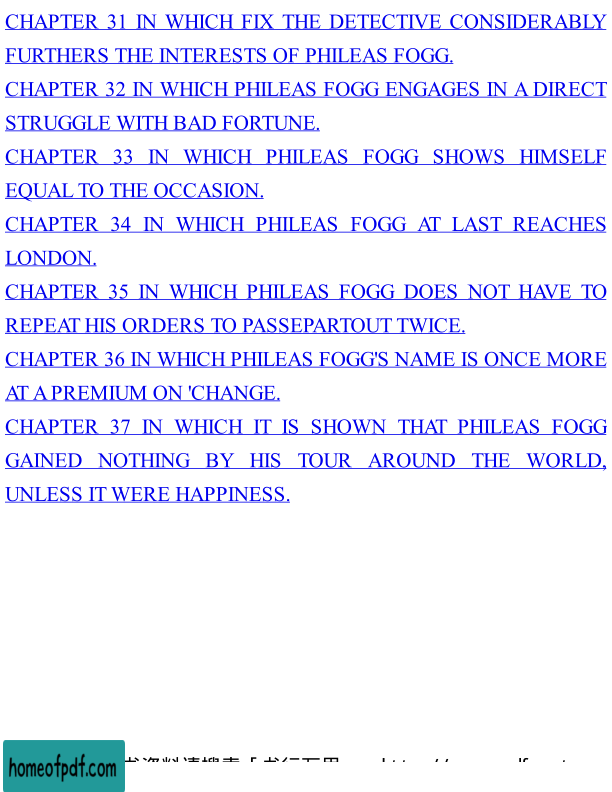 CHAPTER 31 IN WHICH FIX THE DETECTIVE CONSIDERABLY
FURTHERS THE INTERESTS OF PHILEAS FOGG.
CHAPTER 32 IN WHICH PHILEAS FOGG ENGAGES IN A DIRECT
STRUGGLE WITH BAD FORTUNE.
CHAPTER 33 IN WHICH PHILEAS FOGG SHOWS HIMSELF
EQUAL TO THE OCCASION.
CHAPTER 34 IN WHICH PHILEAS FOGG AT LAST REACHES
LONDON.
CHAPTER 35 IN WHICH PHILEAS FOGG DOES NOT HAVE TO
REPEAT HIS ORDERS TO PASSEPARTOUT TWICE.
CHAPTER 36 IN WHICH PHILEAS FOGG'S NAME IS ONCE MORE
AT A PREMIUM ON 'CHANGE.
CHAPTER 37 IN WHICH IT IS SHOWN THAT PHILEAS FOGG
GAINED NOTHING BY HIS TOUR AROUND THE WORLD,
UNLESS IT WERE HAPPINESS.
homeofpdf.com